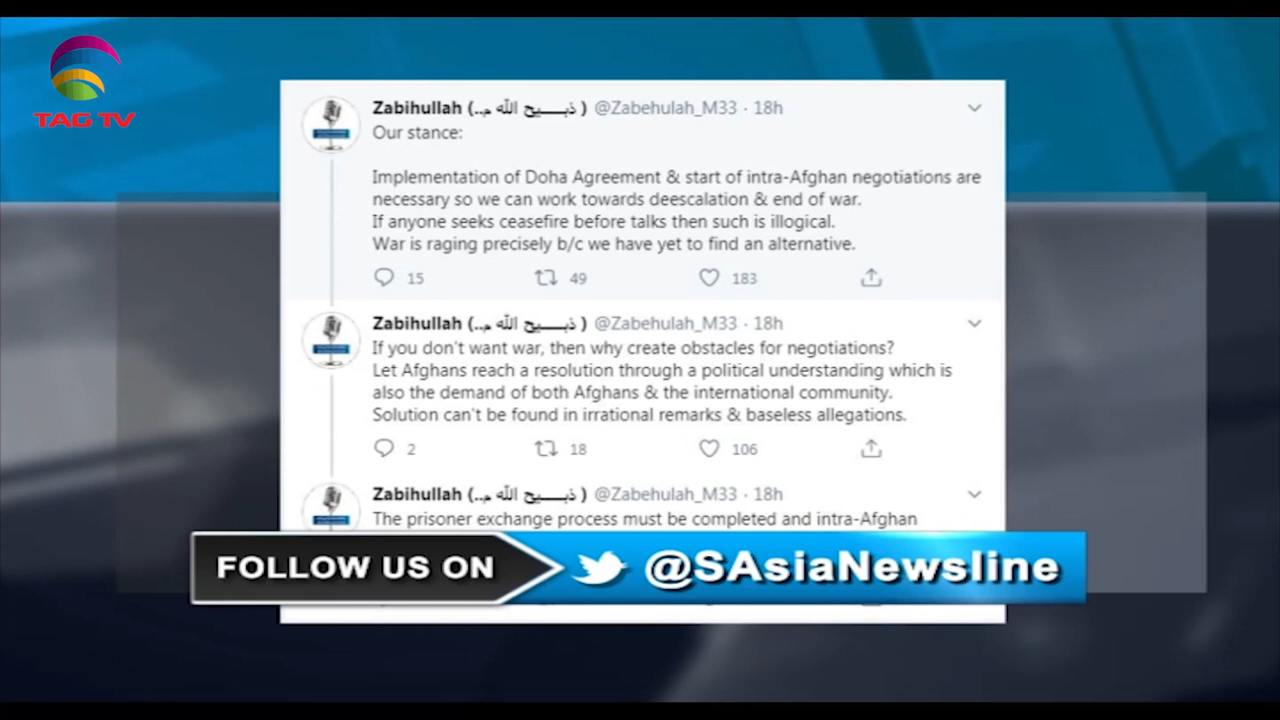 TAG TV
Zabihullah (..ذبـــــيح الله م ) @Zabehulah_M33 · 18h
Our stance:
Implementation of Doha Agreement & start of intra-Afghan negotiations are
necessary so we can work towards deescalation & end of war.
If anyone seeks ceasefire before talks then such is illogical.
War is raging precisely b/c we have yet to find an alternative.
15 49 183
Zabihullah (..ذبـــــيح الله م ) @Zabehulah_M33 · 18h
If you don't want war, then why create obstacles for negotiations?
Let Afghans reach a resolution through a political understanding which is
also the demand of both Afghans & the international community.
Solution can't be found in irrational remarks & baseless allegations.
2 18 106
Zabihullah (..ذبـــــيح الله م ) @Zabehulah_M33 · 18h
The prisoner exchange process must be completed and intra-Afghan
FOLLOW US ON @SAsiaNewsline